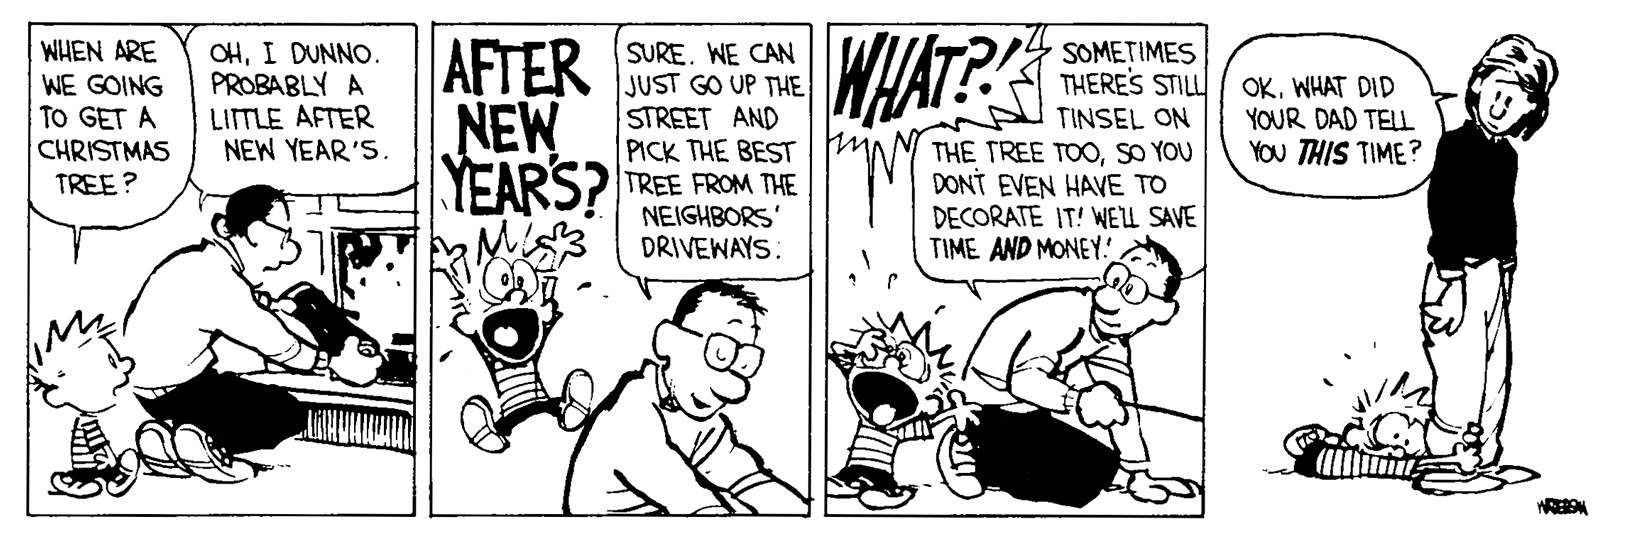 WHEN ARE
WE GOING
TO GET A
CHRISTMAS
TREE?
OH, I DUNNO.
PROBABLY A
LITTLE AFTER
NEW YEAR'S.
AFTER
NEW
YEAR'S?
SURE. WE CAN
JUST GO UP THE
STREET AND
PICK THE BEST
TREE FROM THE
NEIGHBORS'
DRIVEWAYS.
WHAT?!
SOMETIMES
THERE'S STILL
TINSEL ON
THE TREE TOO, SO YOU
DON'T EVEN HAVE TO
DECORATE IT! WE'LL SAVE
TIME AND MONEY!
OK, WHAT DID
YOUR DAD TELL
YOU THIS TIME?
WATTERSON